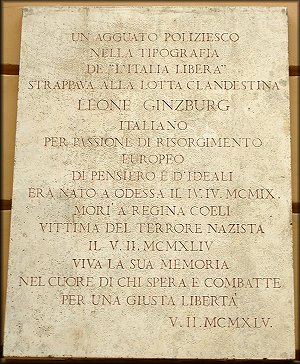 UN AGGUATO POLIZIESCO
NELLA TIPOGRAFIA
DE "L'ITALIA LIBERA"
STRAPPAVA ALLA LOTTA CLANDESTINA
LEONE GINZBURG
ITALIANO
PER PASSIONE DI RISORGIMENTO
EUROPEO
DI PENSIERO E D'IDEALI
ERA NATO A ODESSA IL IV. IV. MCMIX.
MORI' A REGINA COELI
VITTIMA DEL TERRORE NAZISTA
IL V. II. MCMXLIV
VIVA LA SUA MEMORIA
NEL CUORE DI CHI SPERA E COMBATTE
PER UNA GIUSTA LIBERTA'
V. II. MCMXLV.